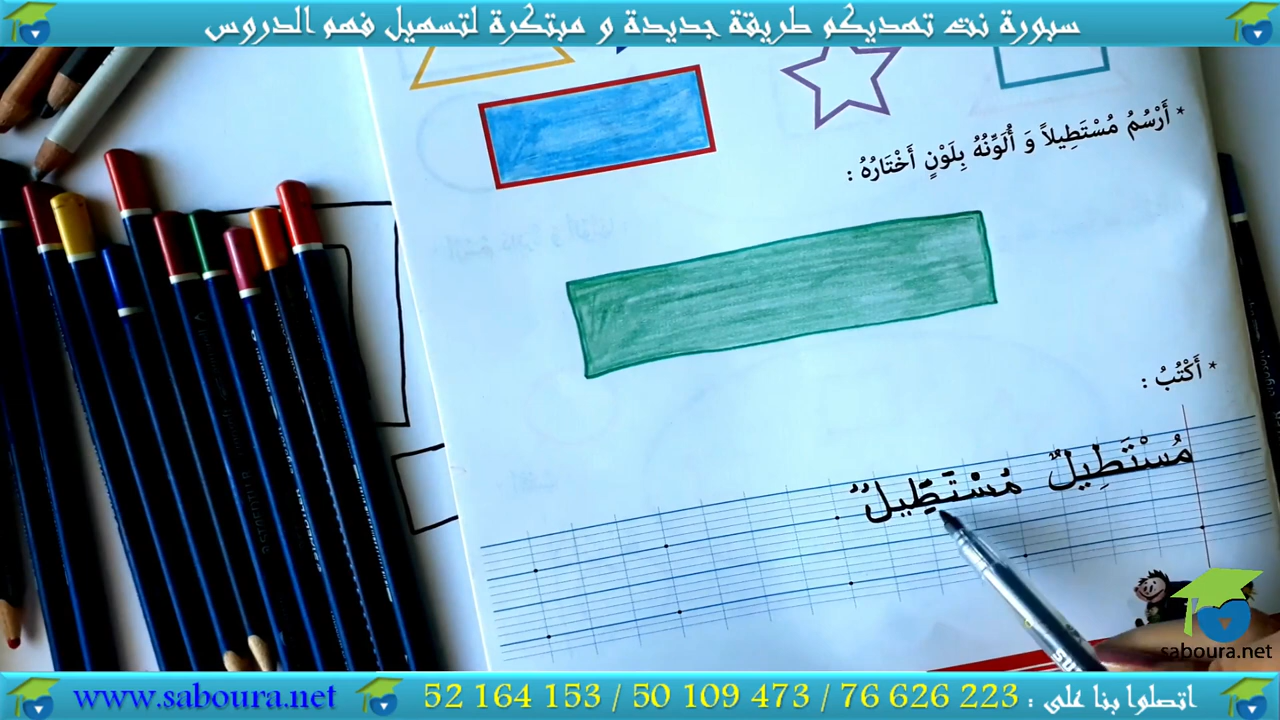 سبورة نت تهديكم طريقة جديدة و مبتكرة لتسهيل فهم الدروس
* أَرْسُمُ مُسْتَطِيلاً وَ أُلَوِّنُهُ بِلَوْنٍ أَخْتَارُهُ :
* أَكْتُبُ :
مُسْتَطِيلٌ مُسْتَطِيلٌ
saboura.net
www.saboura.net
52 164 153 / 50 109 473 / 76 626 223 : اتصلوا بنا على